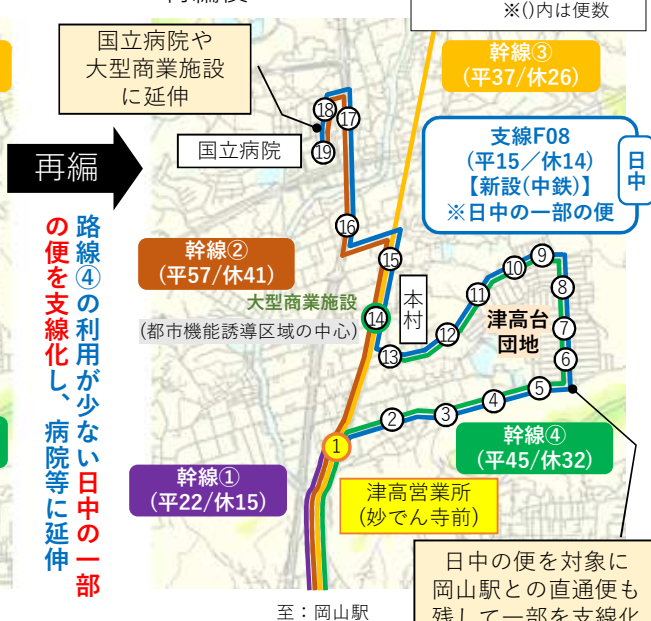 ※()内は便数
国立病院や
大型商業施設
に延伸
幹線③
(平37/休26)
⑱
⑰
⑲
国立病院
支線F08
(平15／休14)
【新設(中鉄)】
※日中の一部の便
日中
再編
路線④の利用が少ない日中の一部
の便を支線化し、病院等に延伸
⑯
幹線②
(平57/休41)
⑮
大型商業施設
(都市機能誘導区域の中心)
⑭
本村
⑬
⑫
⑪
⑩
⑨
⑧
⑦
⑥
津高台
団地
⑤
④
③
②
①
幹線④
(平45/休32)
幹線①
(平22/休15)
津高営業所
(妙でん寺前)
日中の便を対象に
岡山駅との直通便も
残して一部を支線化
至：岡山駅